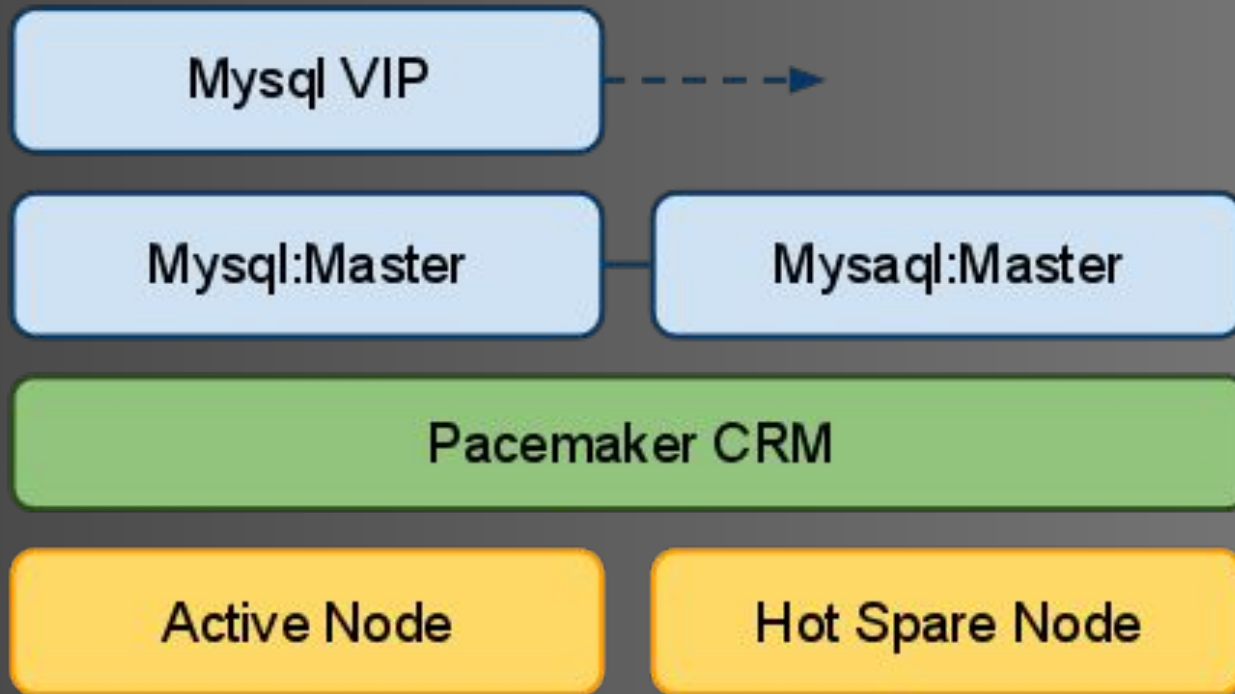 Mysql VIP
Mysql:Master
Mysaql:Master
Pacemaker CRM
Active Node
Hot Spare Node